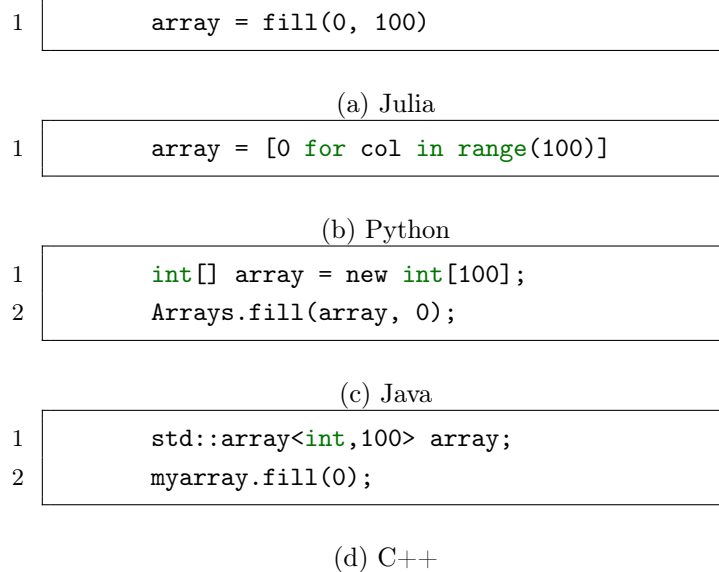 1 array = fill(0, 100)
(a) Julia
1 array = [0 for col in range(100)]
(b) Python
1 int[] array = new int[100];
2 Arrays.fill(array, 0);
(c) Java
1 std::array<int,100> array;
2 myarray.fill(0);
(d) C++